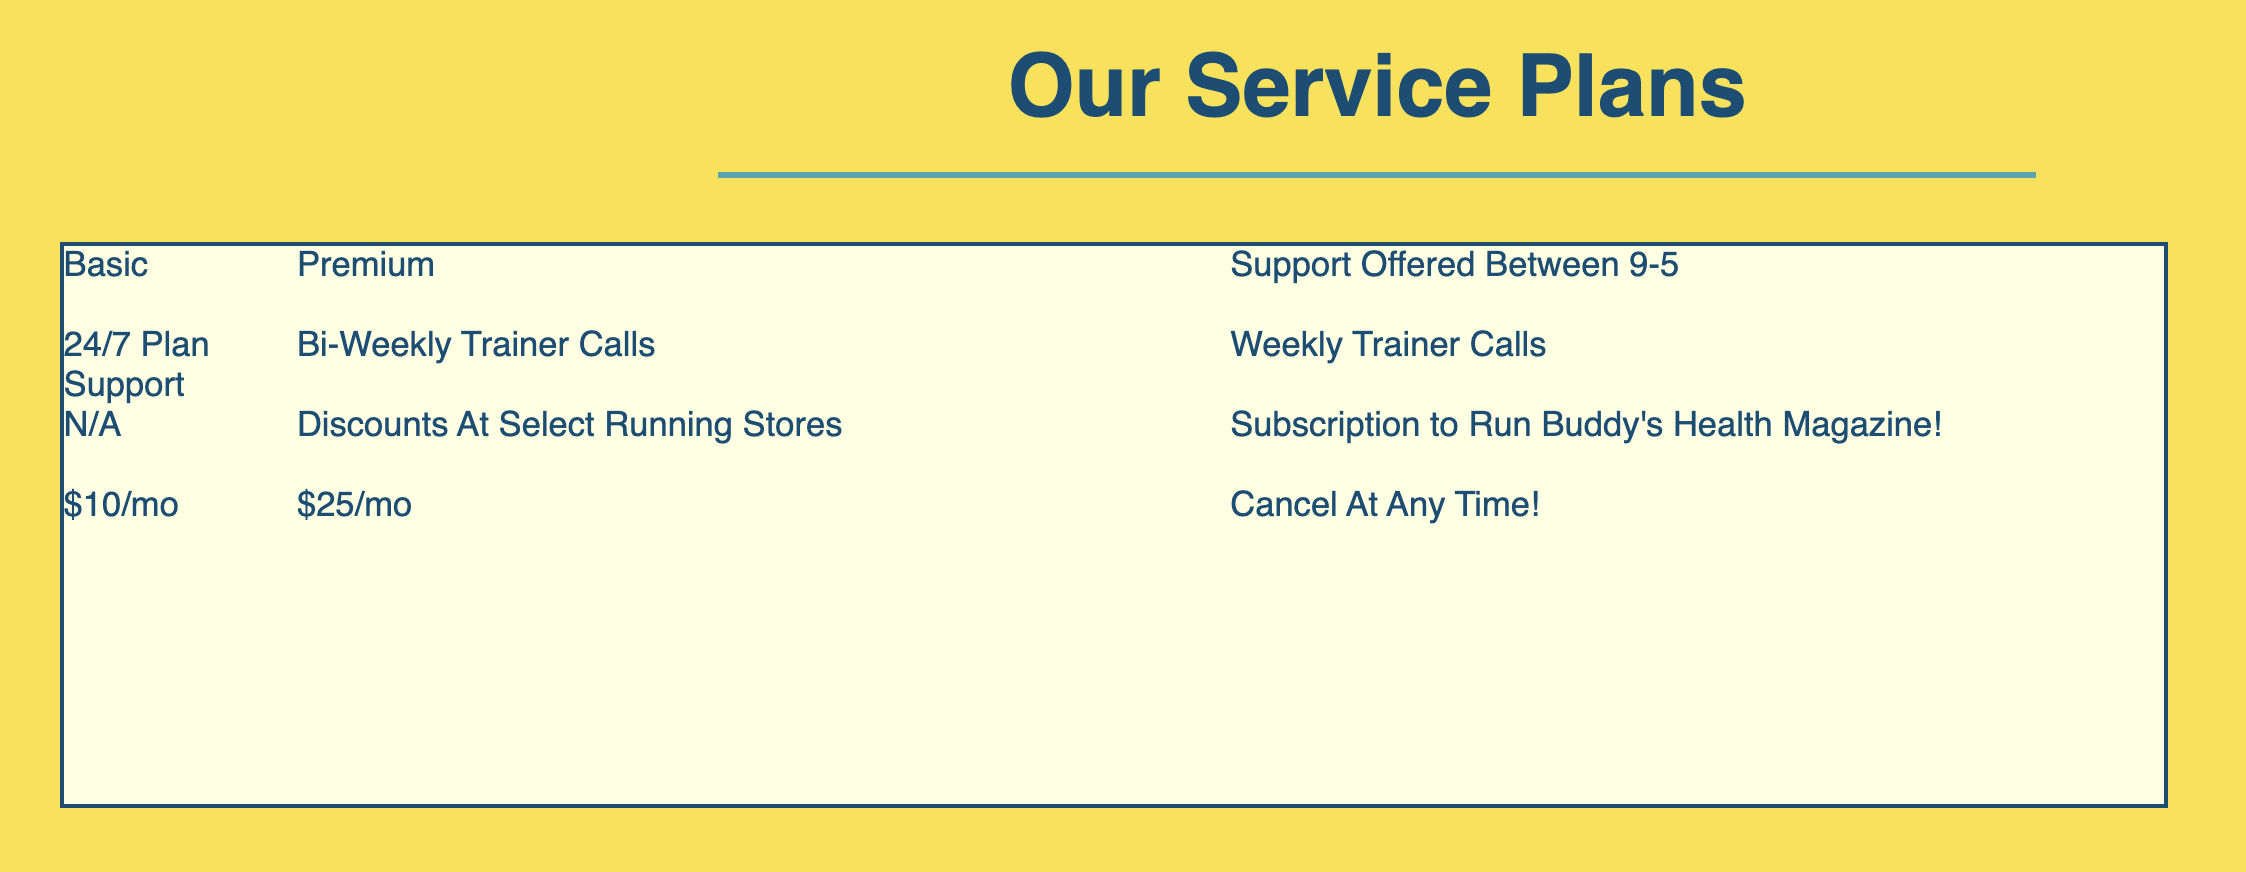 Our Service Plans
Basic Premium Support Offered Between 9-5
24/7 Plan Bi-Weekly Trainer Calls Weekly Trainer Calls
Support
N/A Discounts At Select Running Stores Subscription to Run Buddy's Health Magazine!
$10/mo $25/mo Cancel At Any Time!